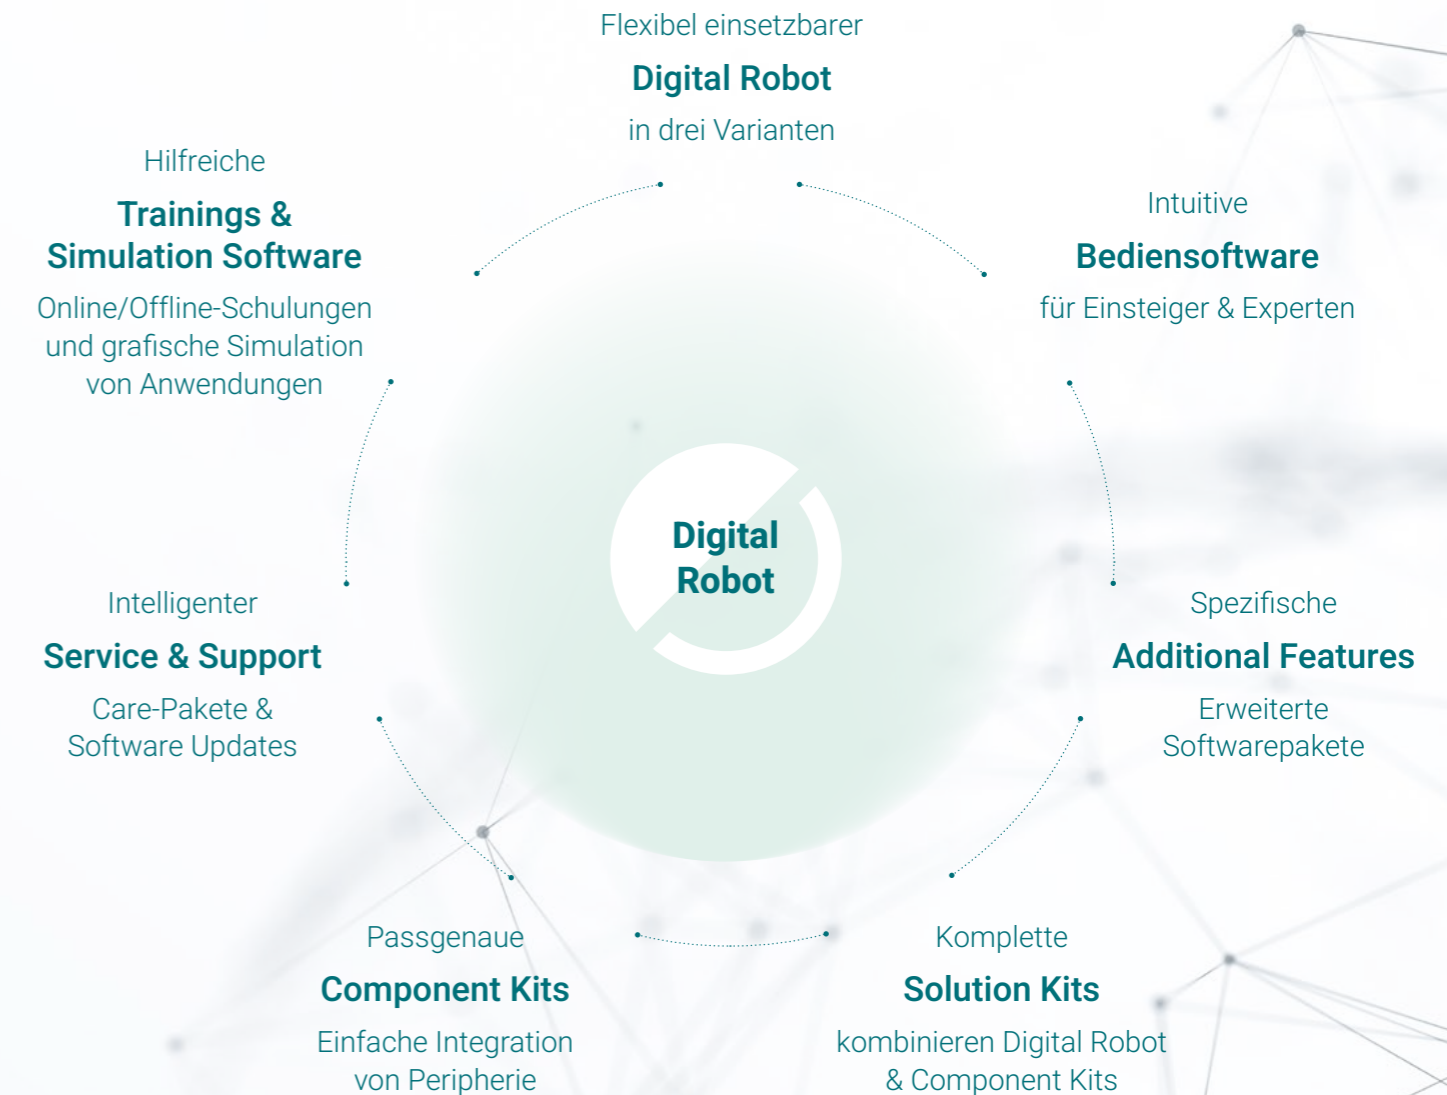 Flexibel einsetzbarer
Digital Robot
in drei Varianten
Hilfreiche
Trainings &
Simulation Software
Online/Offline-Schulungen
und grafische Simulation
von Anwendungen
Intuitive
Bediensoftware
für Einsteiger & Experten
Digital
Robot
Intelligenter
Service & Support
Care-Pakete &
Software Updates
Spezifische
Additional Features
Erweiterte
Softwarepakete
Passgenaue
Component Kits
Einfache Integration
von Peripherie
Komplette
Solution Kits
kombinieren Digital Robot
& Component Kits